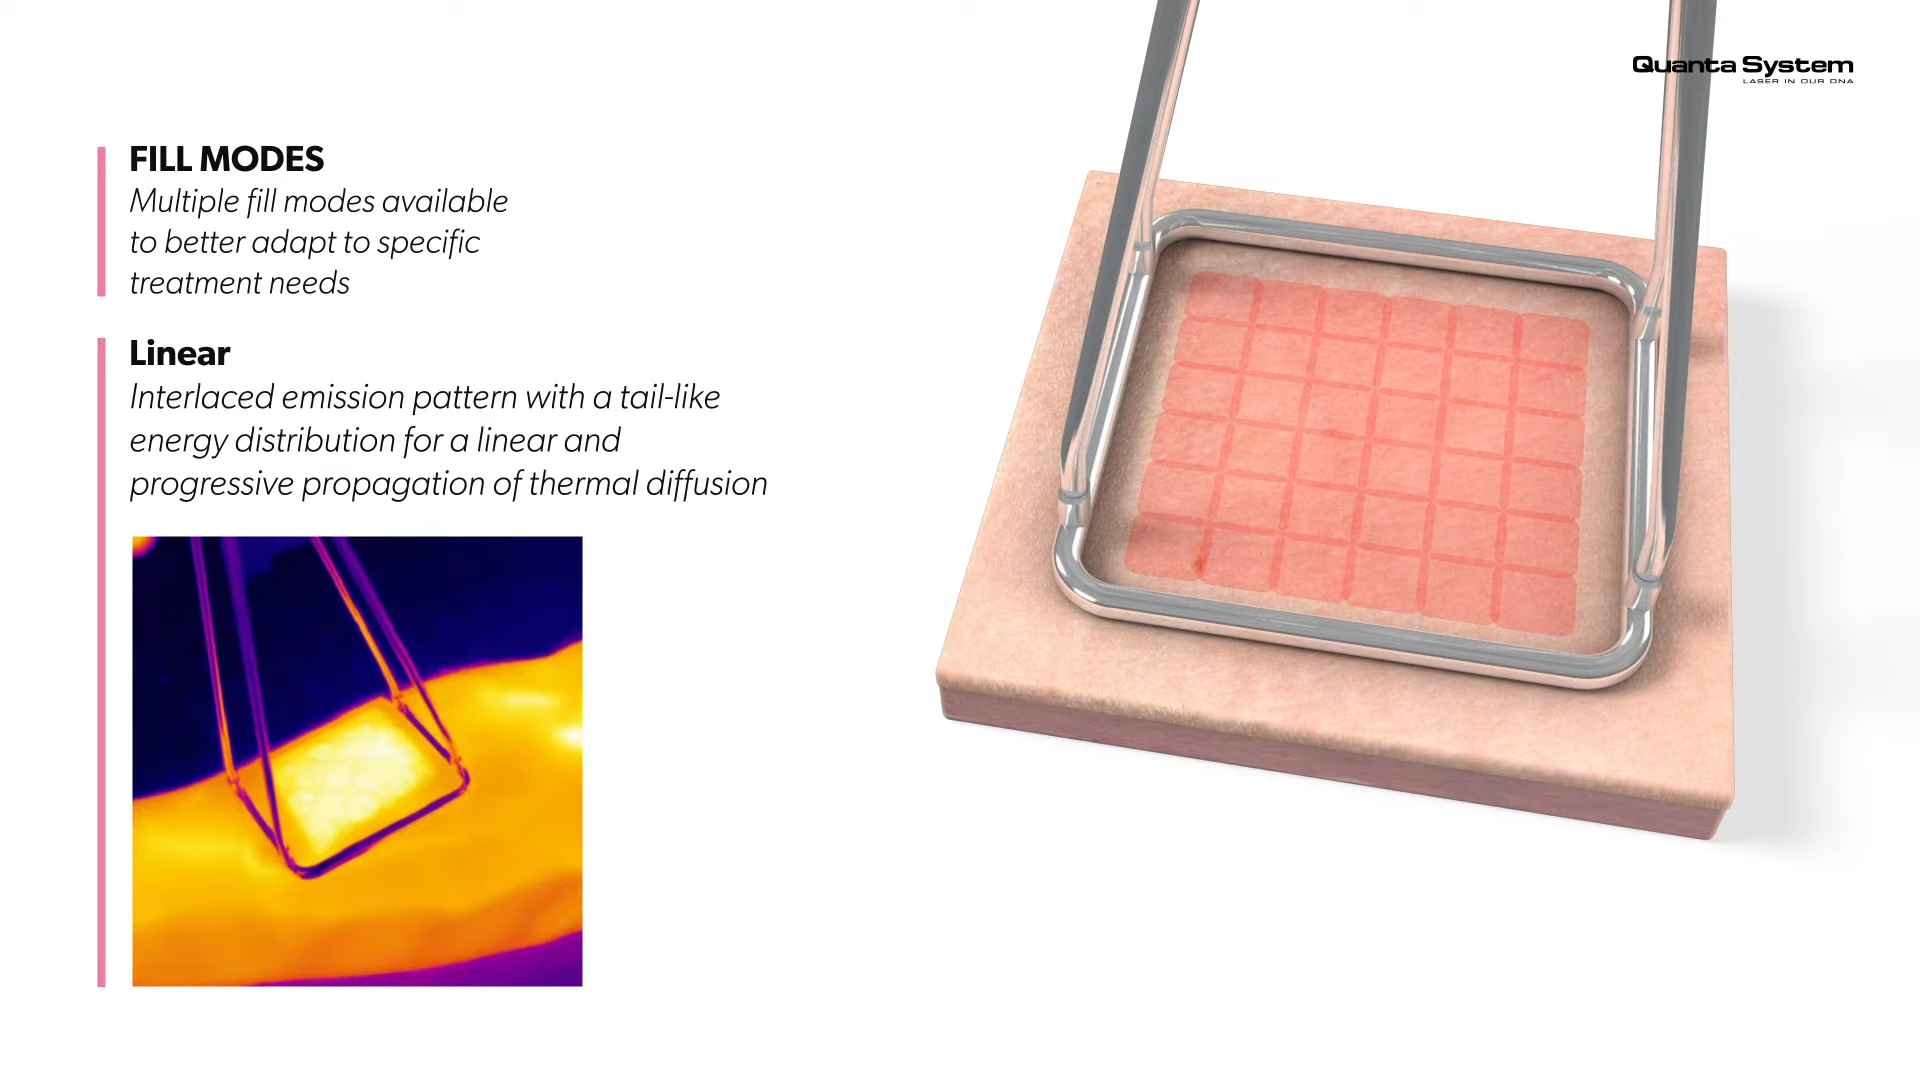 Quanta System
LASER IN OUR DNA
FILL MODES
Multiple fill modes available
to better adapt to specific
treatment needs
Linear
Interlaced emission pattern with a tail-like
energy distribution for a linear and
progressive propagation of thermal diffusion